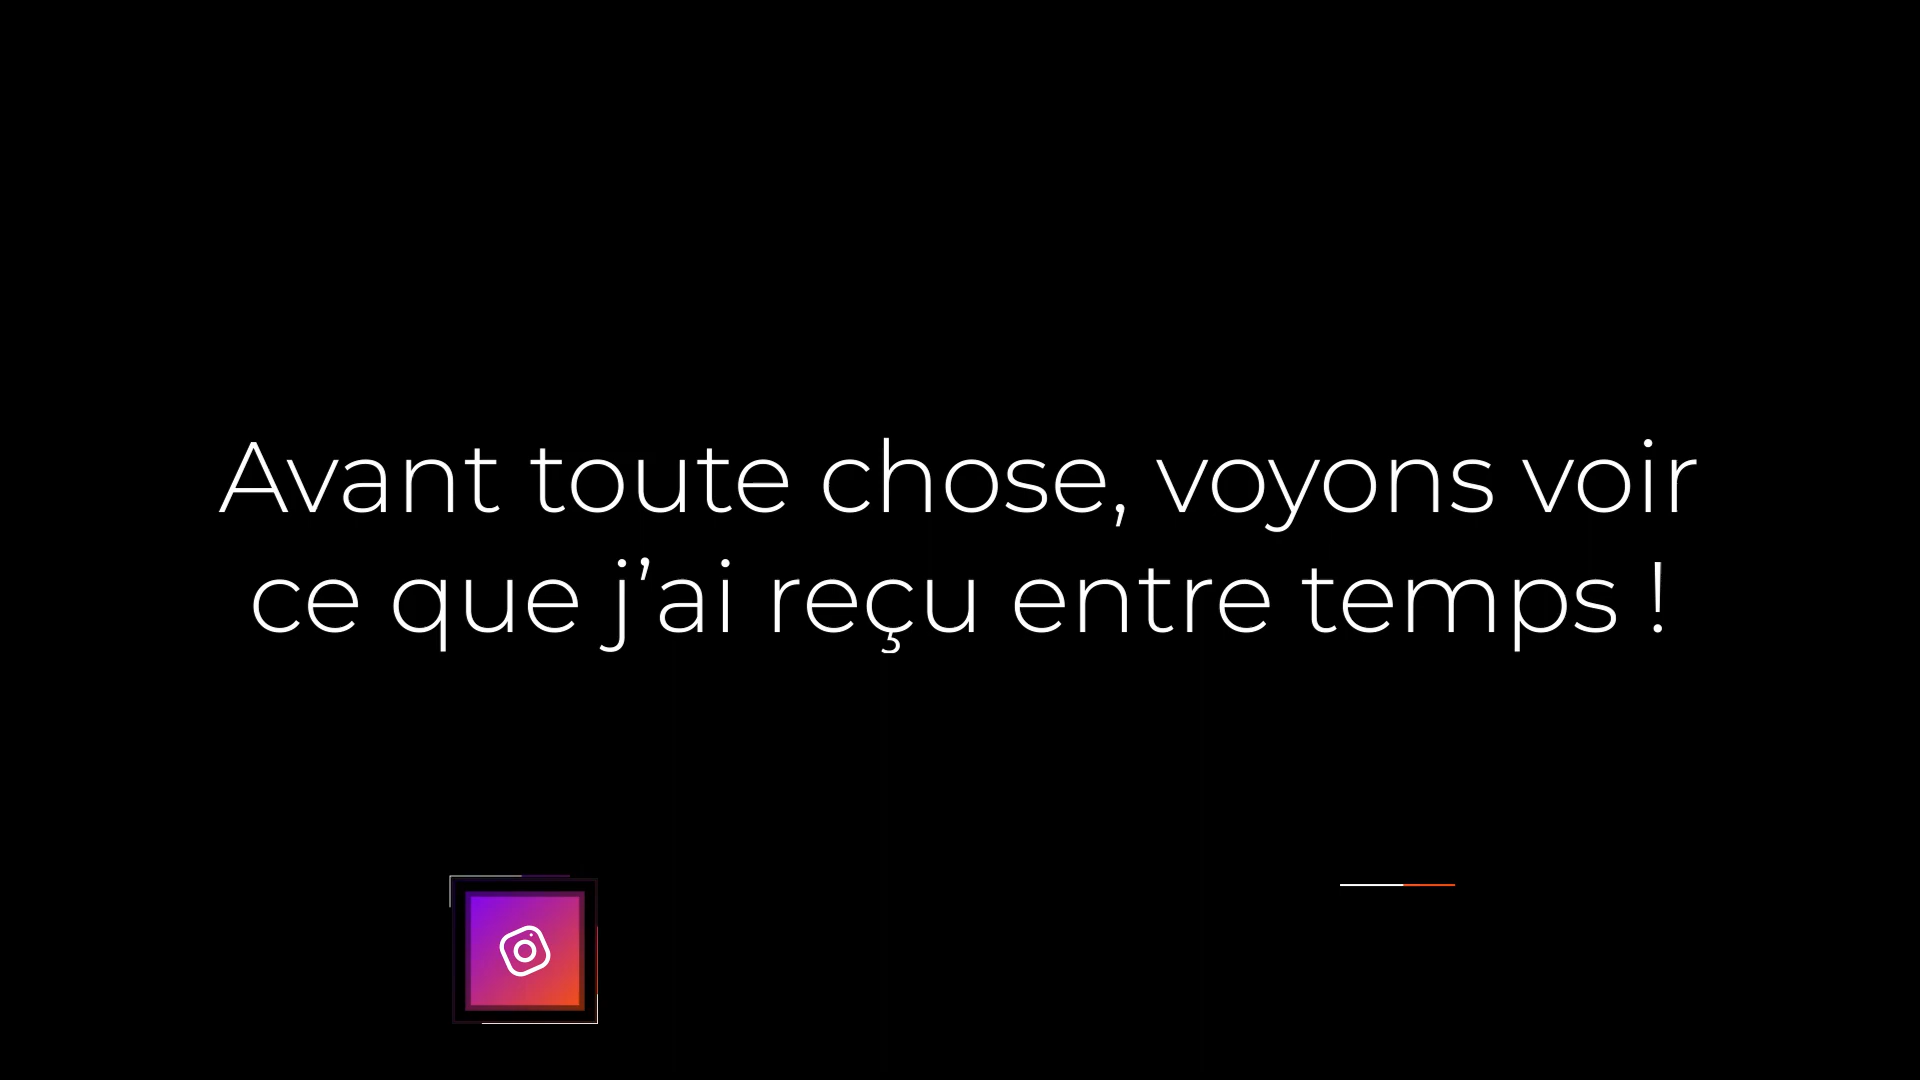 Avant toute chose, voyons voir
ce que j’ai reçu entre temps !